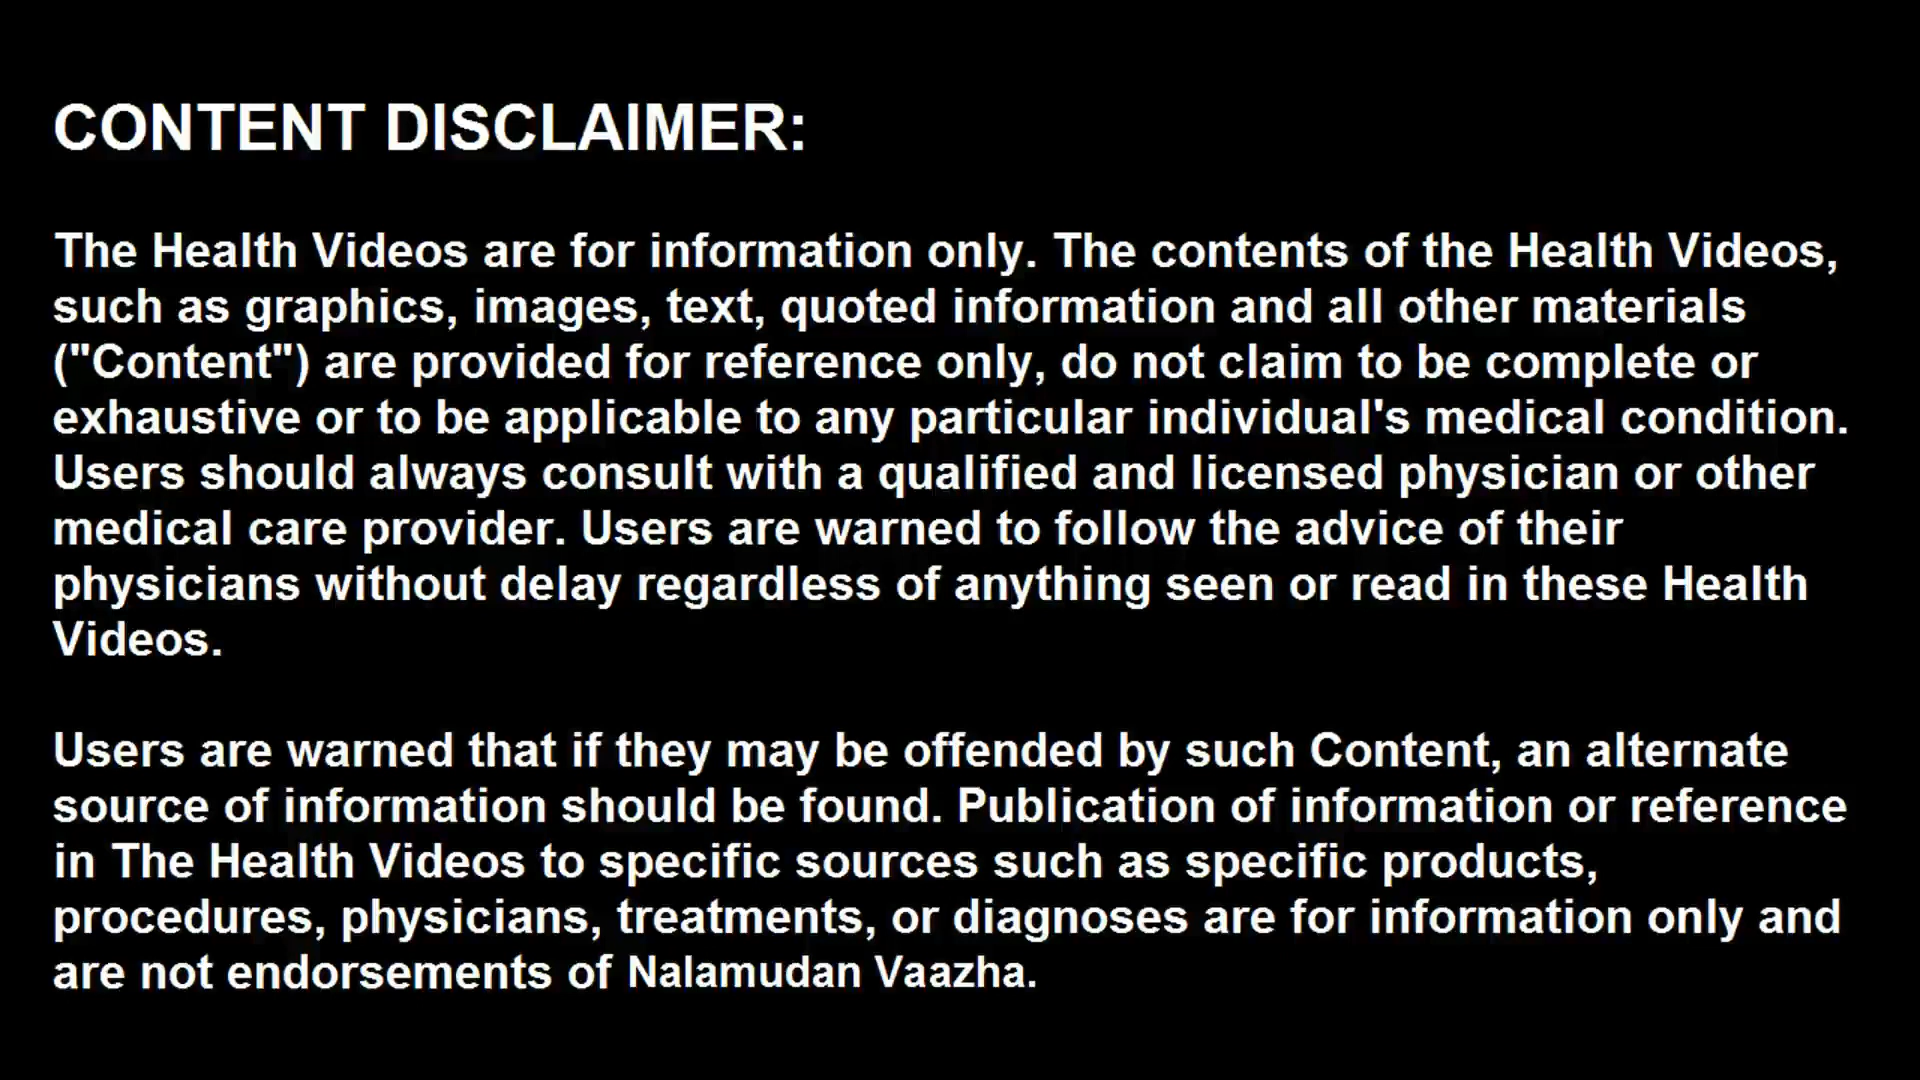 CONTENT DISCLAIMER:
The Health Videos are for information only. The contents of the Health Videos,
such as graphics, images, text, quoted information and all other materials
("Content") are provided for reference only, do not claim to be complete or
exhaustive or to be applicable to any particular individual's medical condition.
Users should always consult with a qualified and licensed physician or other
medical care provider. Users are warned to follow the advice of their
physicians without delay regardless of anything seen or read in these Health
Videos.
Users are warned that if they may be offended by such Content, an alternate
source of information should be found. Publication of information or reference
in The Health Videos to specific sources such as specific products,
procedures, physicians, treatments, or diagnoses are for information only and
are not endorsements of Nalamudan Vaazha.